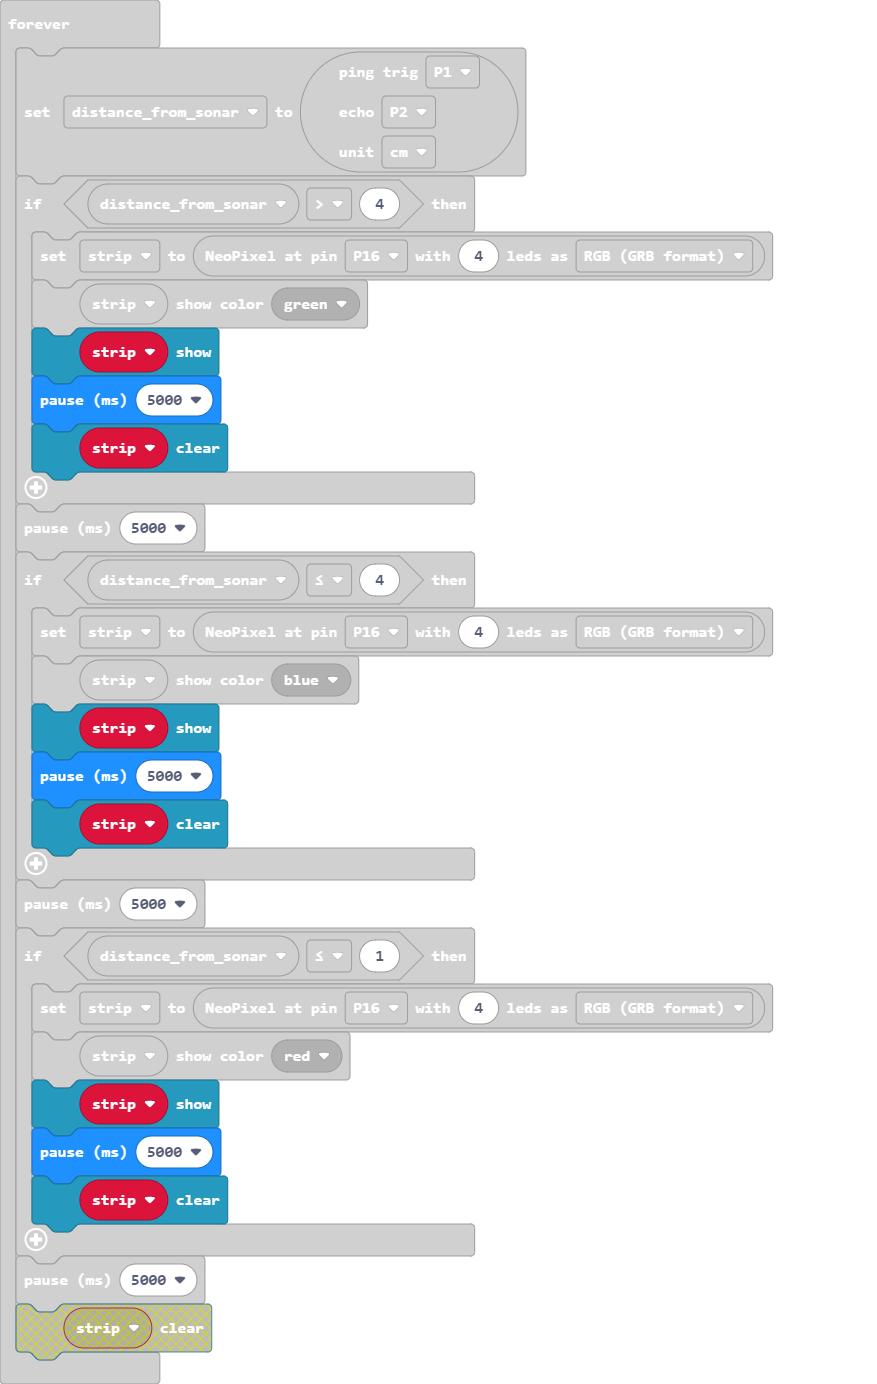 forever
ping trig P1
set distance_from_sonar to echo P2
unit cm
if distance_from_sonar > 4 then
set strip to NeoPixel at pin P16 with 4 leds as RGB (GRB format)
strip show color green
strip show
pause (ms) 5000
strip clear
pause (ms) 5000
if distance_from_sonar ≤ 4 then
set strip to NeoPixel at pin P16 with 4 leds as RGB (GRB format)
strip show color blue
strip show
pause (ms) 5000
strip clear
pause (ms) 5000
if distance_from_sonar ≤ 1 then
set strip to NeoPixel at pin P16 with 4 leds as RGB (GRB format)
strip show color red
strip show
pause (ms) 5000
strip clear
pause (ms) 5000
strip clear